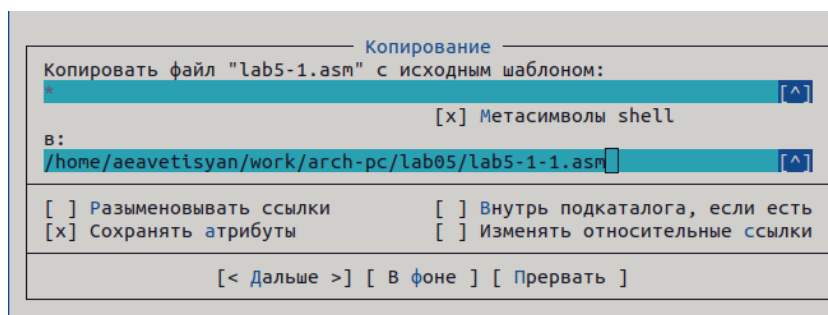 Копирование
Копировать файл "lab5-1.asm" с исходным шаблоном:
* [^]
[x] Метасимволы shell
в:
/home/aeavetisyan/work/arch-pc/lab05/lab5-1-1.asm [^]
[ ] Разыменовывать ссылки [ ] Внутрь подкаталога, если есть
[x] Сохранять атрибуты [ ] Изменять относительные ссылки
[< Дальше >] [ В фоне ] [ Прервать ]